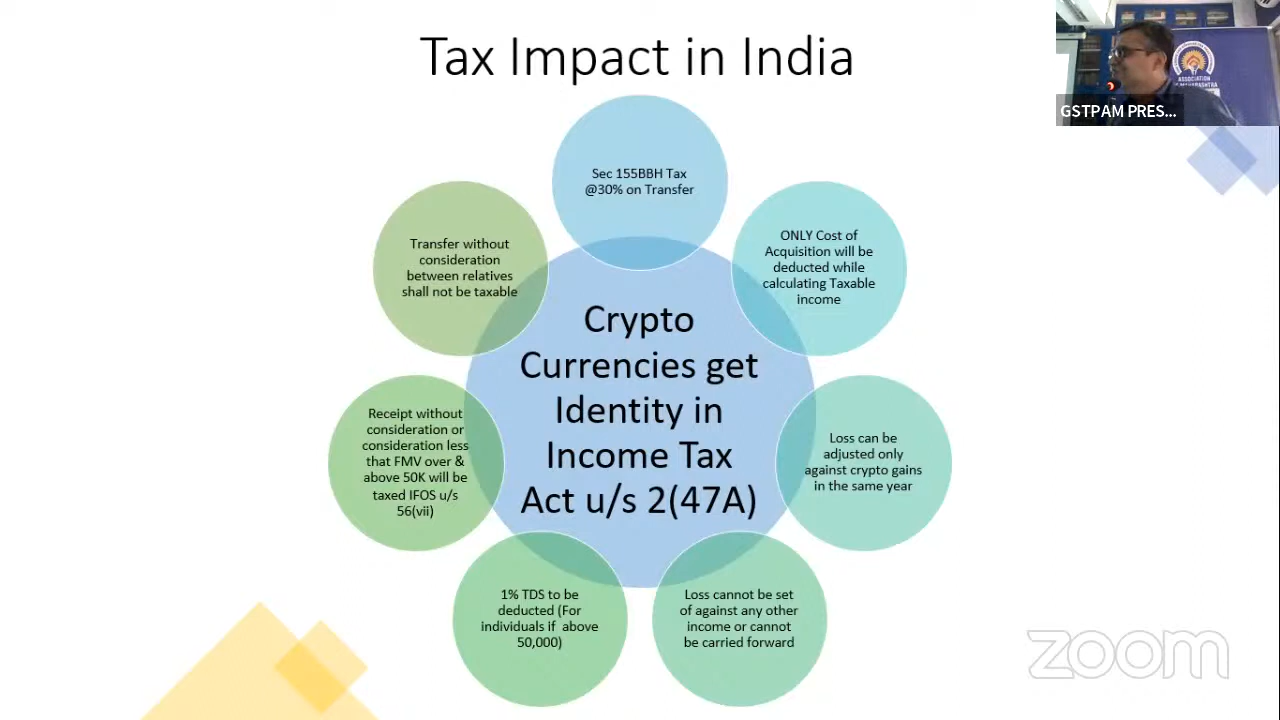 Tax Impact in India
GSTPAM PRES...
ASSOCIATION
Sec 155BBH Tax
@30% on Transfer
ONLY Cost of
Acquisition will be
deducted while
calculating Taxable
income
Loss can be
adjusted only
against crypto gains
in the same year
Loss cannot be set
of against any other
income or cannot
be carried forward
1% TDS to be
deducted (For
individuals if above
50,000)
Receipt without
consideration or
consideration less
that FMV over &
above 50K will be
taxed IFOS u/s
56(vii)
Transfer without
consideration
between relatives
shall not be taxable
Crypto
Currencies get
Identity in
Income Tax
Act u/s 2(47A)
zoom